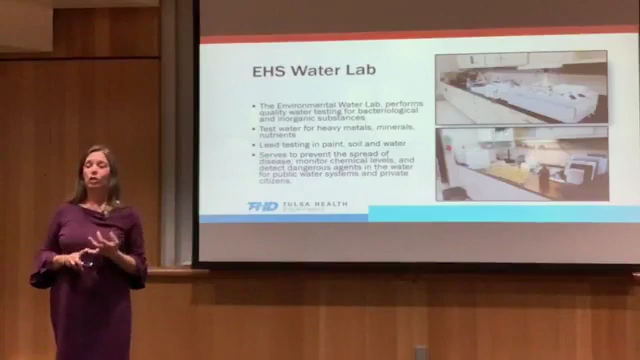 EHS Water Lab
The Environmental Water Lab, performs
quality water testing for bacteriological
and inorganic substances
Test water for heavy metals, minerals,
nutrients
Lead testing in paint, soil and water
Serves to prevent the spread of
disease, monitor chemical levels, and
detect dangerous agents in the water
for public water systems and private
citizens.
THD TULSA HEALTH